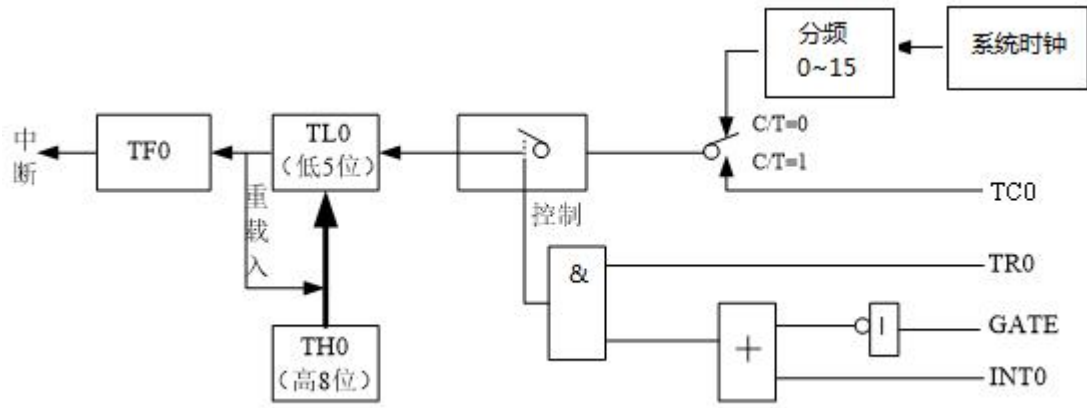 分频
0~15
系统时钟
中
断
TF0
TL0
（低5位）
C/T=0
C/T=1
TC0
重
载
入
控制
&
TR0
TH0
（高8位）
+
1
GATE
INT0